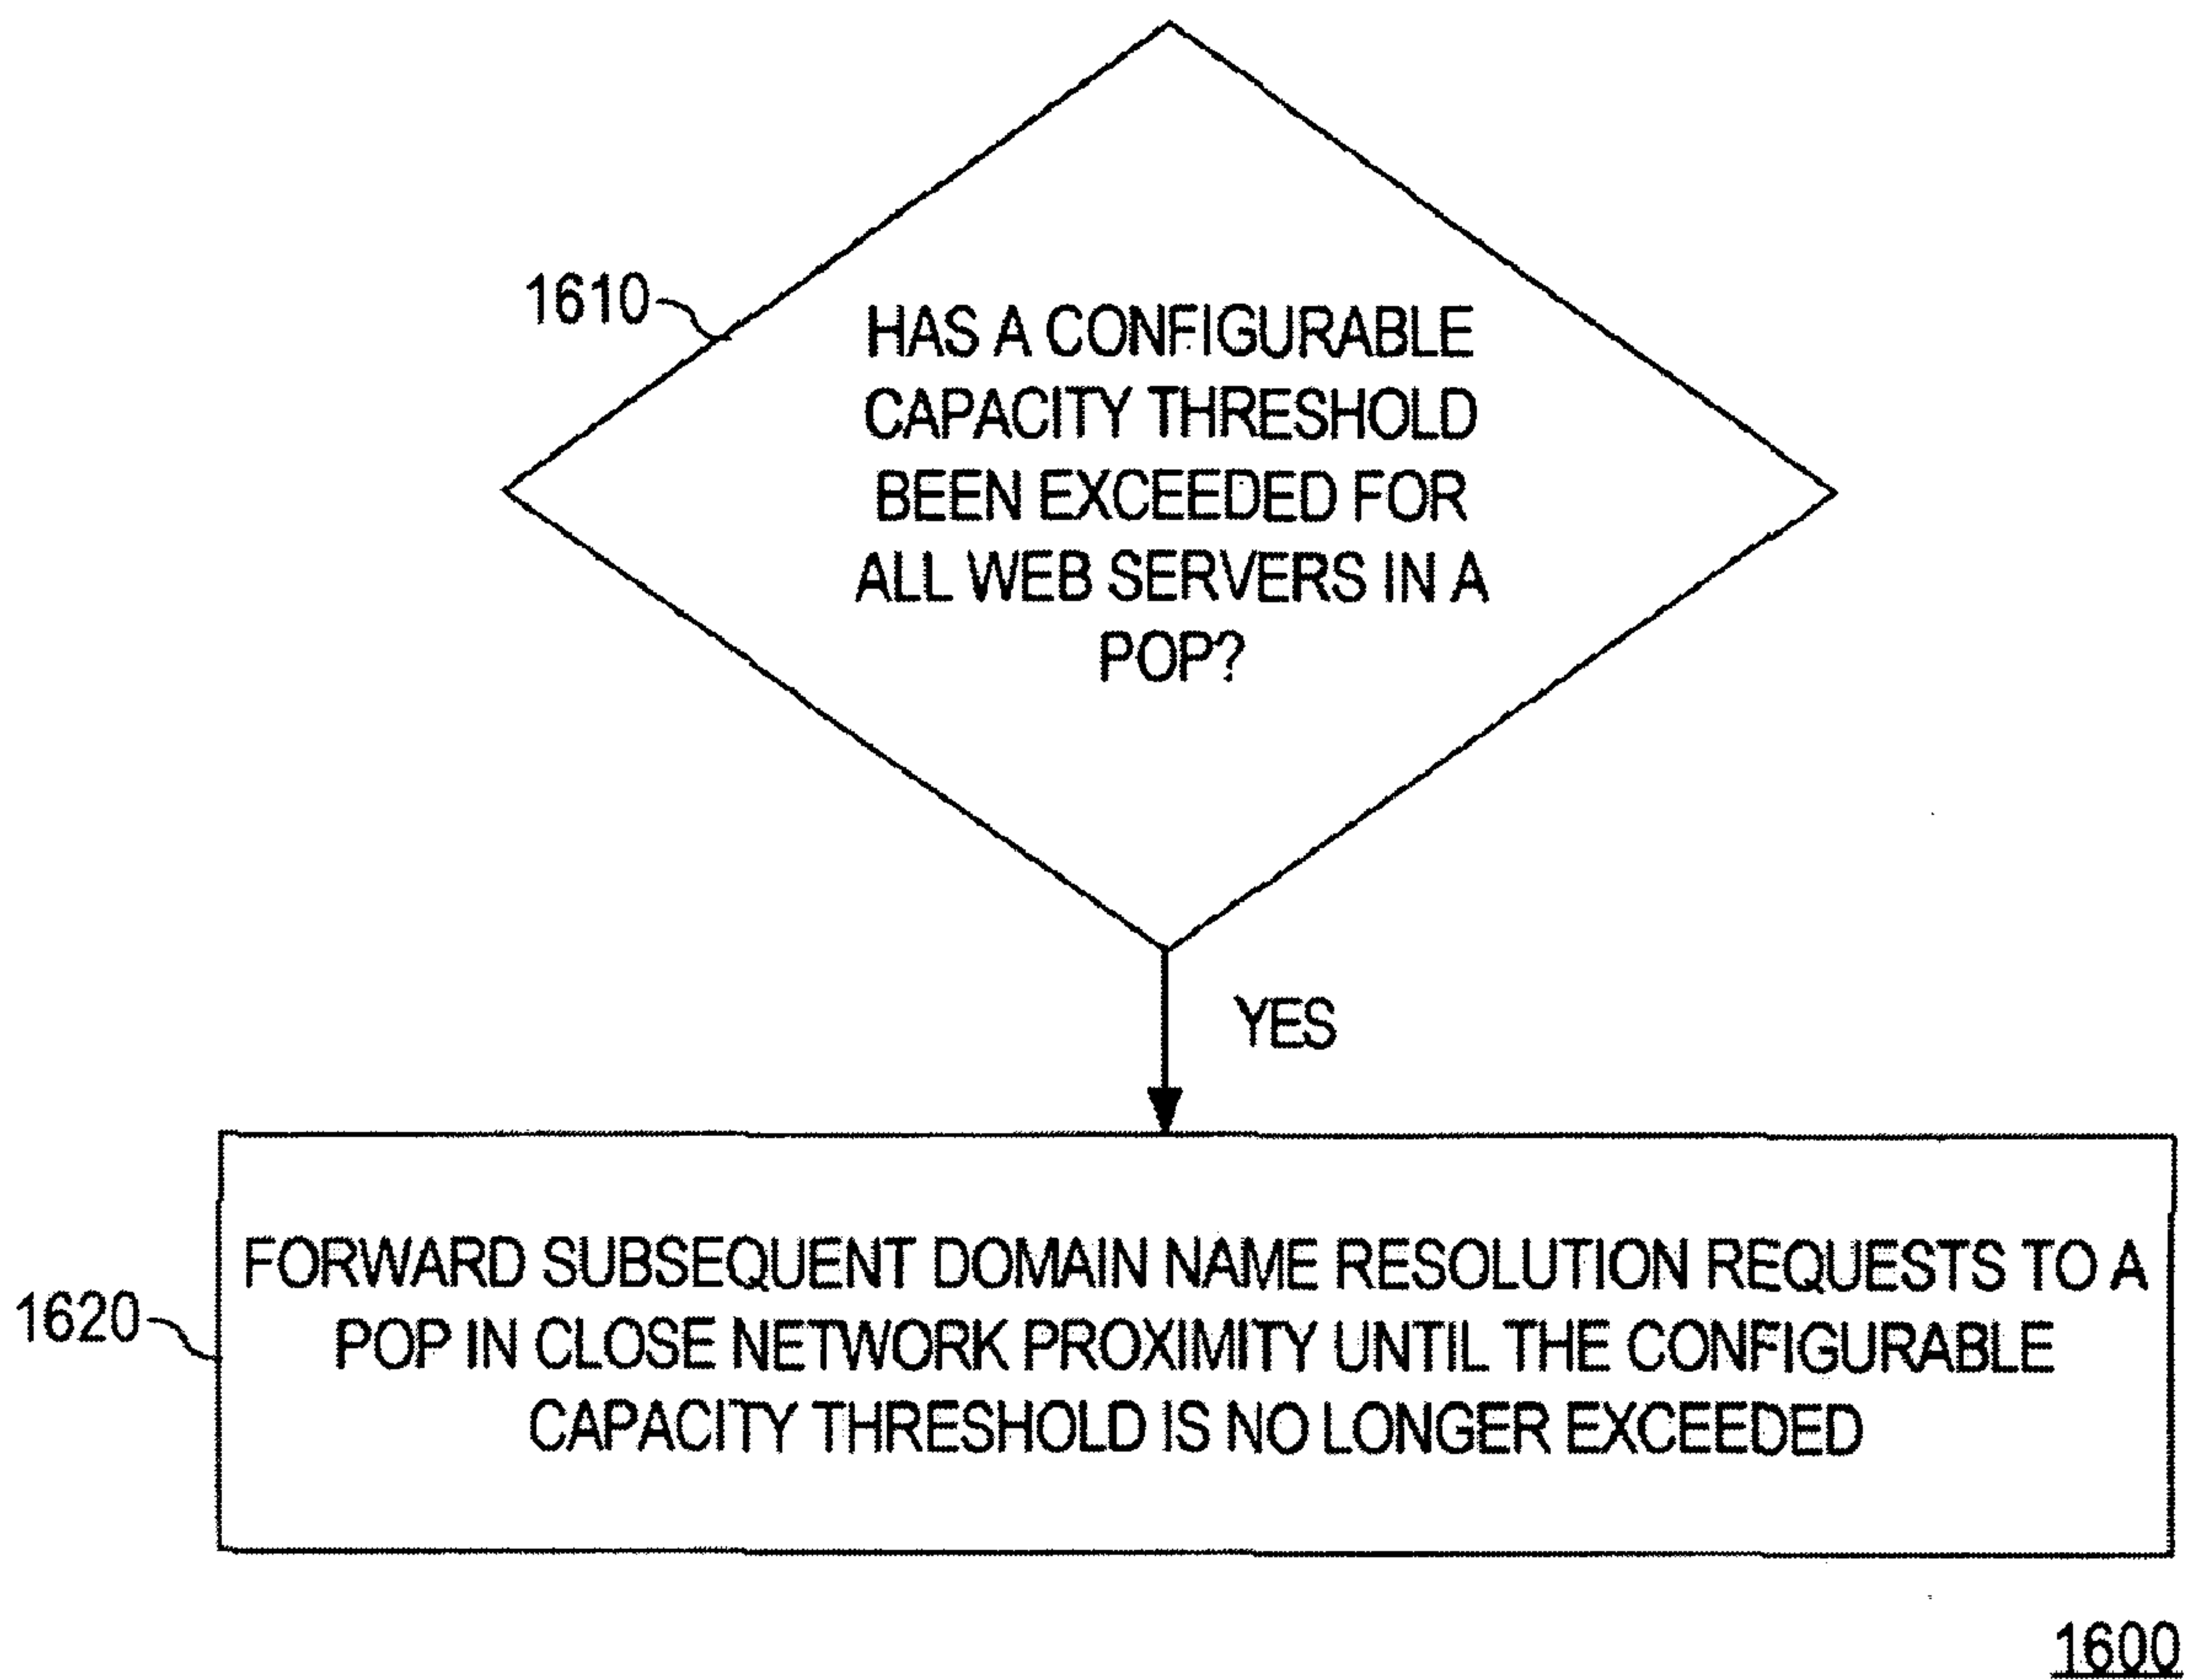 1610
HAS A CONFIGURABLE
CAPACITY THRESHOLD
BEEN EXCEEDED FOR
ALL WEB SERVERS IN A
POP?
YES
1620
FORWARD SUBSEQUENT DOMAIN NAME RESOLUTION REQUESTS TO A
POP IN CLOSE NETWORK PROXIMITY UNTIL THE CONFIGURABLE
CAPACITY THRESHOLD IS NO LONGER EXCEEDED
1600